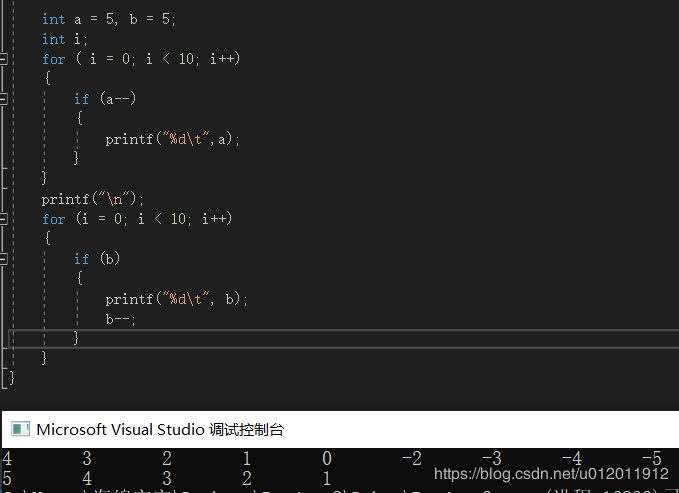 int a = 5, b = 5;
int i;
for ( i = 0; i < 10; i++)
{
if (a--)
{
printf("%d\t",a);
}
}
printf("\n");
for (i = 0; i < 10; i++)
{
if (b)
{
printf("%d\t", b);
b--;
}
}
}
Microsoft Visual Studio 调试控制台
4 3 2 1 0 -2 -3 -4 -5
5 4 3 2 1
https://blog.csdn.net/u012011912